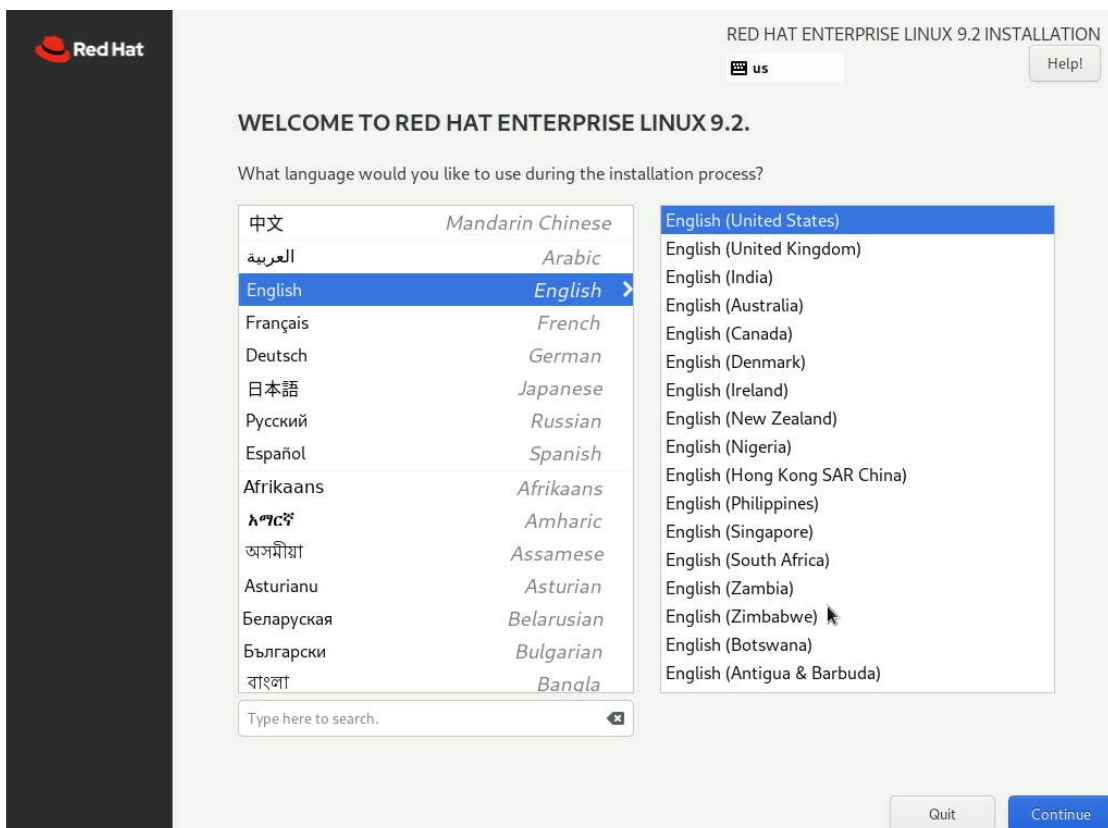 Red Hat
RED HAT ENTERPRISE LINUX 9.2 INSTALLATION
us
Help!
WELCOME TO RED HAT ENTERPRISE LINUX 9.2.
What language would you like to use during the installation process?
中文 Mandarin Chinese
العربية Arabic
English English
Français French
Deutsch German
日本語 Japanese
Русский Russian
Español Spanish
Afrikaans Afrikaans
አማርኛ Amharic
অসমীয়া Assamese
Asturianu Asturian
Беларуская Belarusian
Български Bulgarian
বাংলা Bangla
Type here to search.
English (United States)
English (United Kingdom)
English (India)
English (Australia)
English (Canada)
English (Denmark)
English (Ireland)
English (New Zealand)
English (Nigeria)
English (Hong Kong SAR China)
English (Philippines)
English (Singapore)
English (South Africa)
English (Zambia)
English (Zimbabwe)
English (Botswana)
English (Antigua & Barbuda)
Quit
Continue